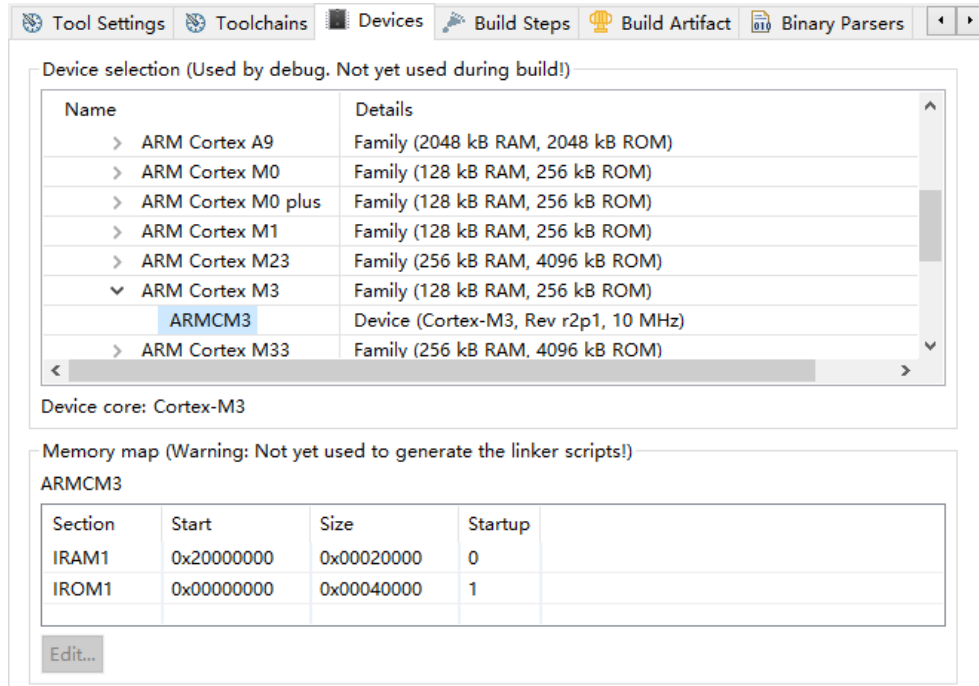 Tool Settings Toolchains Devices Build Steps Build Artifact Binary Parsers
Device selection (Used by debug. Not yet used during build!)
Name Details
ARM Cortex A9 Family (2048 kB RAM, 2048 kB ROM)
ARM Cortex M0 Family (128 kB RAM, 256 kB ROM)
ARM Cortex M0 plus Family (128 kB RAM, 256 kB ROM)
ARM Cortex M1 Family (128 kB RAM, 256 kB ROM)
ARM Cortex M23 Family (256 kB RAM, 4096 kB ROM)
ARM Cortex M3 Family (128 kB RAM, 256 kB ROM)
ARMCM3 Device (Cortex-M3, Rev r2p1, 10 MHz)
ARM Cortex M33 Family (256 kB RAM, 4096 kB ROM)
Device core: Cortex-M3
Memory map (Warning: Not yet used to generate the linker scripts!)
ARMCM3
Section Start Size Startup
IRAM1 0x20000000 0x00020000 0
IROM1 0x00000000 0x00040000 1
Edit...